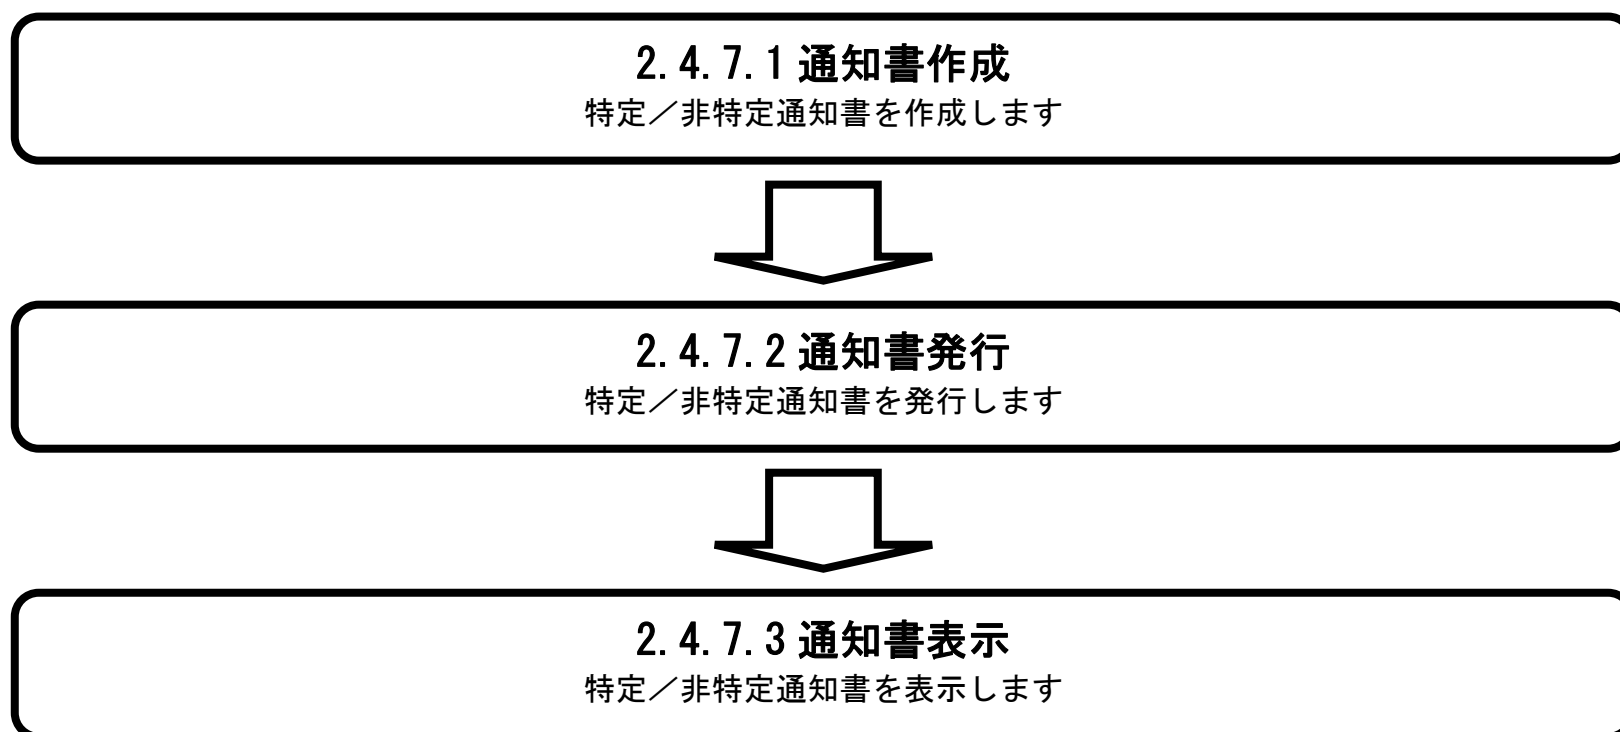 2.4.7.1 通知書作成
特定／非特定通知書を作成します
2.4.7.2 通知書発行
特定／非特定通知書を発行します
2.4.7.3 通知書表示
特定／非特定通知書を表示します